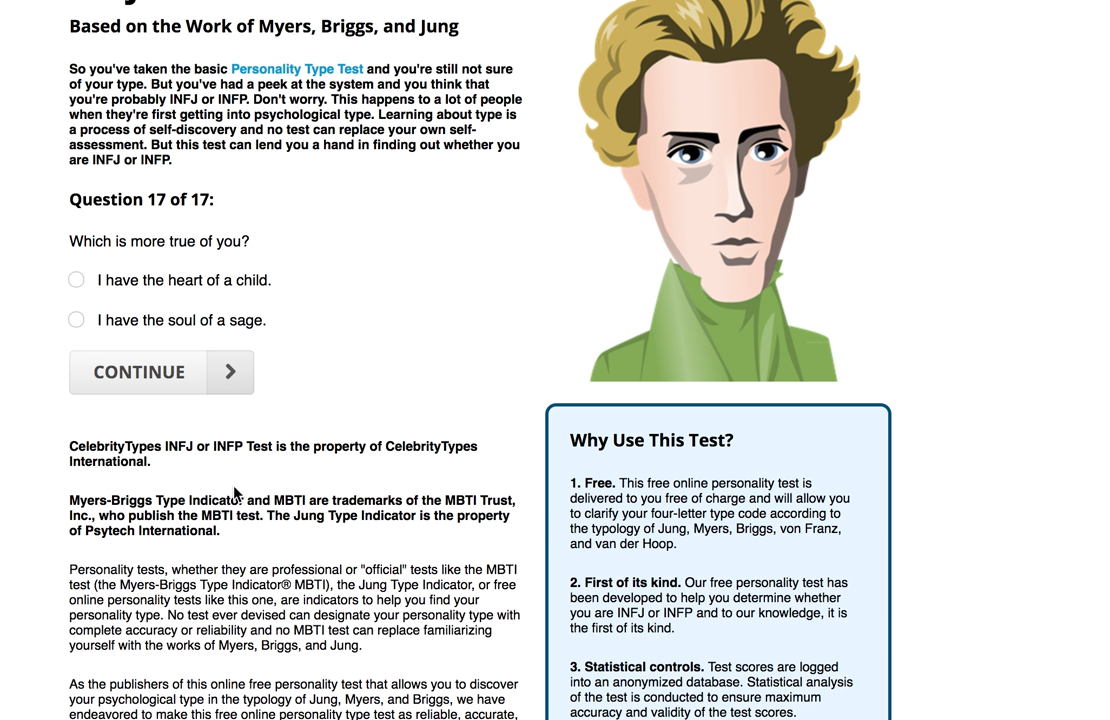 Based on the Work of Myers, Briggs, and Jung
So you've taken the basic Personality Type Test and you're still not sure
of your type. But you've had a peek at the system and you think that
you're probably INFJ or INFP. Don't worry. This happens to a lot of people
when they're first getting into psychological type. Learning about type is
a process of self-discovery and no test can replace your own self-
assessment. But this test can lend you a hand in finding out whether you
are INFJ or INFP.
Question 17 of 17:
Which is more true of you?
I have the heart of a child.
I have the soul of a sage.
CONTINUE
CelebrityTypes INFJ or INFP Test is the property of CelebrityTypes
International.
Myers-Briggs Type Indicator and MBTI are trademarks of the MBTI Trust,
Inc., who publish the MBTI test. The Jung Type Indicator is the property
of Psytech International.
Personality tests, whether they are professional or "official" tests like the MBTI
test (the Myers-Briggs Type Indicator® MBTI), the Jung Type Indicator, or free
online personality tests like this one, are indicators to help you find your
personality type. No test ever devised can designate your personality type with
complete accuracy or reliability and no MBTI test can replace familiarizing
yourself with the works of Myers, Briggs, and Jung.
As the publishers of this online free personality test that allows you to discover
your psychological type in the typology of Jung, Myers, and Briggs, we have
endeavored to make this free online personality type test as reliable, accurate,
Why Use This Test?
1. Free. This free online personality test is
delivered to you free of charge and will allow you
to clarify your four-letter type code according to
the typology of Jung, Myers, Briggs, von Franz,
and van der Hoop.
2. First of its kind. Our free personality test has
been developed to help you determine whether
you are INFJ or INFP and to our knowledge, it is
the first of its kind.
3. Statistical controls. Test scores are logged
into an anonymized database. Statistical analysis
of the test is conducted to ensure maximum
accuracy and validity of the test scores.